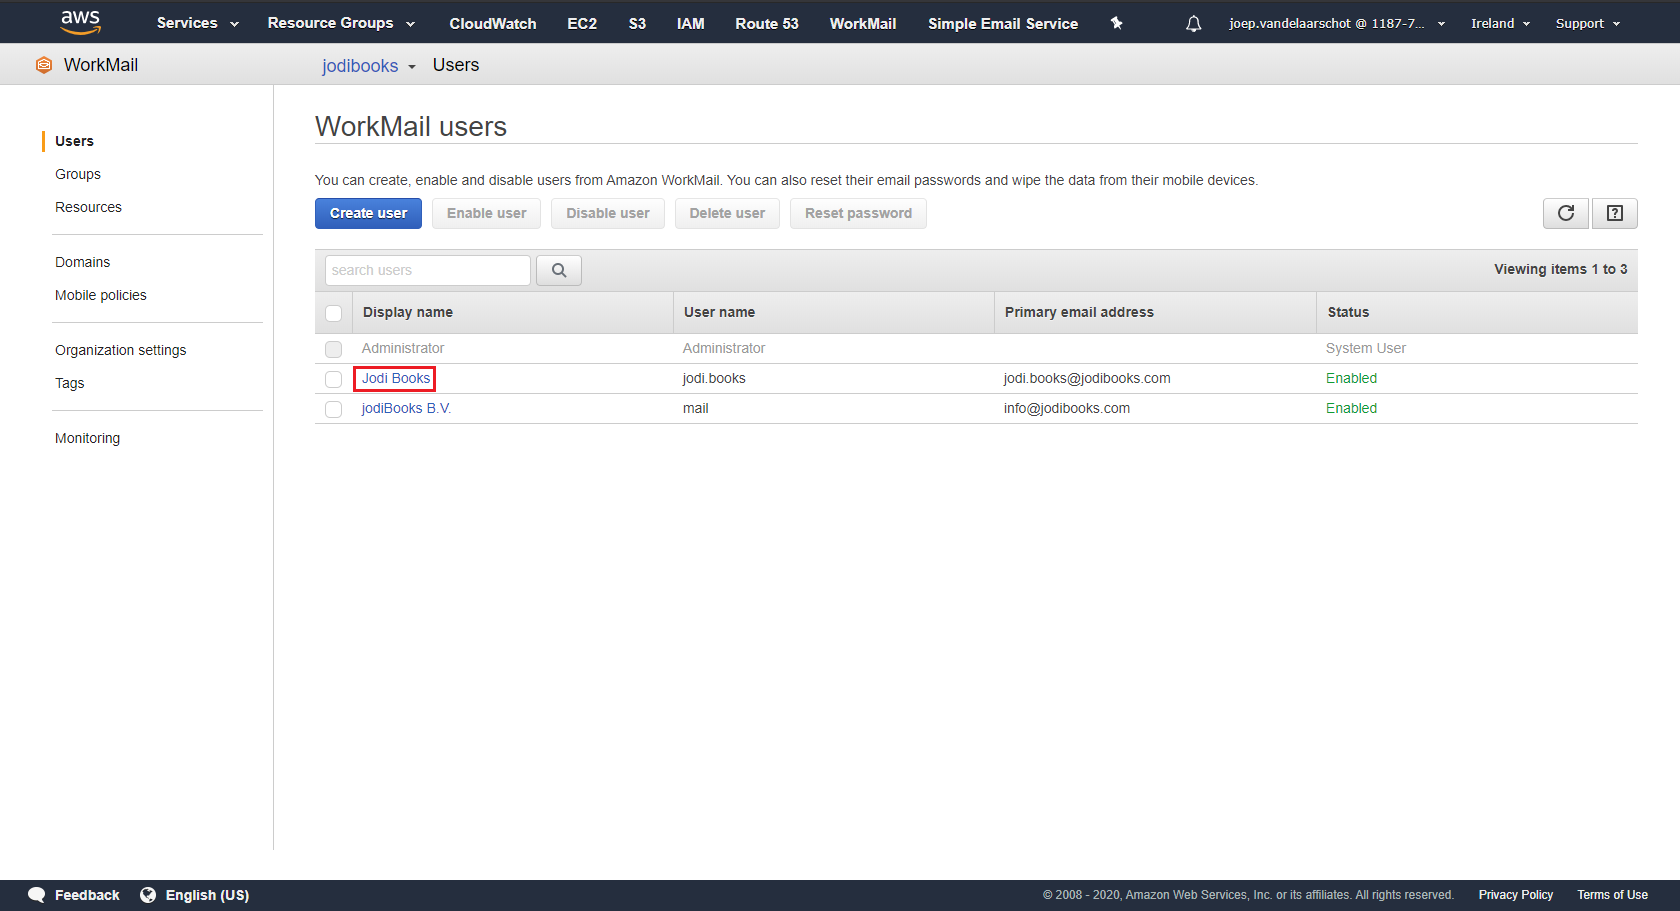 aws Services Resource Groups CloudWatch EC2 S3 IAM Route 53 WorkMail Simple Email Service joep.vandelaarschot @ 1187-7... Ireland Support
WorkMail jodibooks Users
Users
Groups
Resources
Domains
Mobile policies
Organization settings
Tags
Monitoring
WorkMail users
You can create, enable and disable users from Amazon WorkMail. You can also reset their email passwords and wipe the data from their mobile devices.
Create user Enable user Disable user Delete user Reset password ?
search users Viewing items 1 to 3
Display name User name Primary email address Status
Administrator Administrator System User
Jodi Books jodi.books jodi.books@jodibooks.com Enabled
jodiBooks B.V. mail info@jodibooks.com Enabled
Feedback English (US) © 2008 - 2020, Amazon Web Services, Inc. or its affiliates. All rights reserved. Privacy Policy Terms of Use